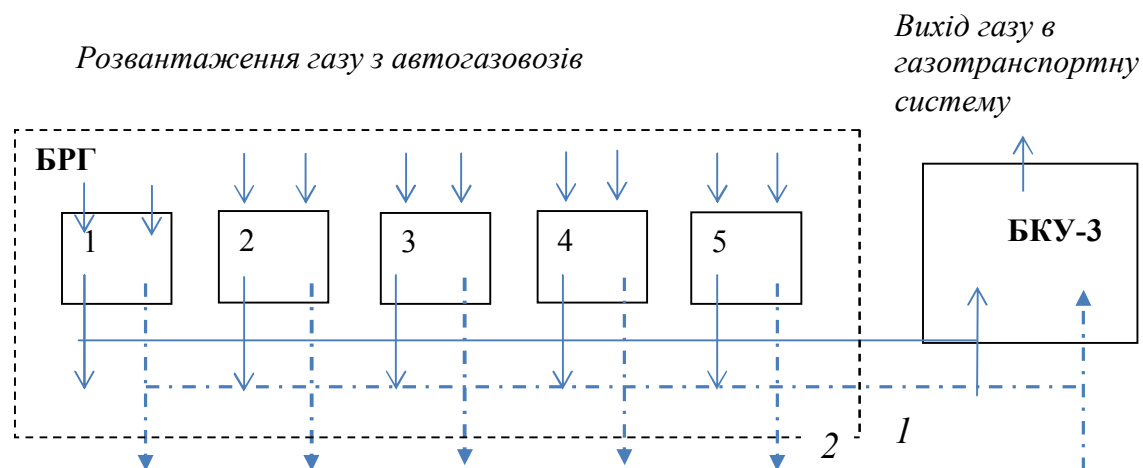 Розвантаження газу з автогазовозів
Вихід газу в
газотранспортну
систему
БРГ
1
2
3
4
5
БКУ-3
2
1